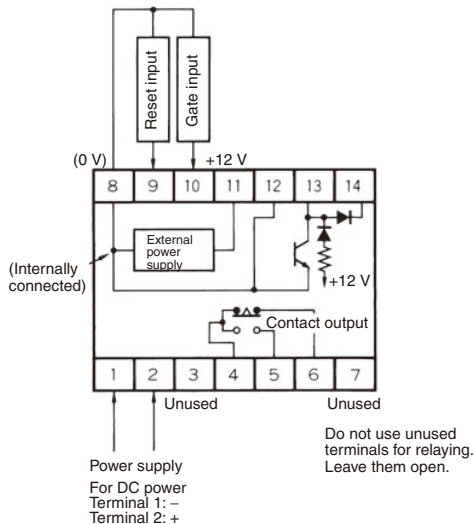 Reset input
Gate input
(0 V)
+12 V
8 9 10 11 12 13 14
External
power
supply
+12 V
(Internally
connected)
Contact output
1 2 3 4 5 6 7
Unused
Unused
Do not use unused
terminals for relaying.
Leave them open.
Power supply
For DC power
Terminal 1: −
Terminal 2: +